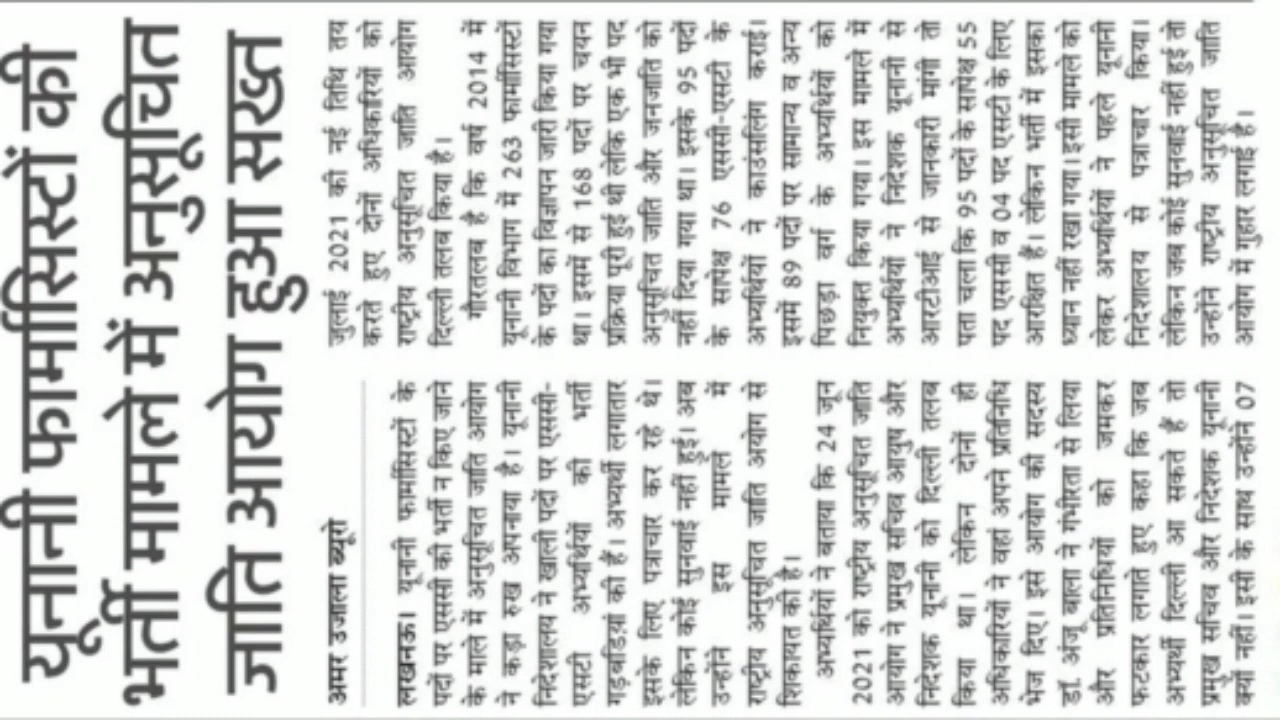 यूनानी फार्मासिस्टों की
भर्ती मामले में अनुसूचित
जाति आयोग हुआ सख्त
अमर उजाला ब्यूरो
लखनऊ। यूनानी फार्मासिस्टों के
पदों पर एससी की भर्ती न किए जाने
के माले में अनुसूचित जाति आयोग
ने कड़ा रुख अपनाया है। यूनानी
निदेशालय ने खाली पदों पर एससी-
एसटी अभ्यर्थियों की भर्ती
गड़बड़ियां की हैं। अभ्यर्थी लगातार
इसके लिए पत्राचार कर रहे थे।
लेकिन कोई सुनवाई नहीं हुई। अब
उन्होंने इस मामले में
राष्ट्रीय अनुसूचित जाति अयोग से
शिकायत की है।
अभ्यर्थियों ने बताया कि 24 जून
2021 को राष्ट्रीय अनुसूचित जाति
आयोग ने प्रमुख सचिव आयुष और
निदेशक यूनानी को दिल्ली तलब
किया था। लेकिन दोनों ही
अधिकारियों ने वहां अपने प्रतिनिधि
भेज दिए। इसे आयोग की सदस्य
डॉ. अंजू बाला ने गंभीरता से लिया
और प्रतिनिधियों को जमकर
फटकार लगाते हुए कहा कि जब
अभ्यर्थी दिल्ली आ सकते हैं तो
प्रमुख सचिव और निदेशक यूनानी
क्यों नहीं। इसी के साथ उन्होंने 07
जुलाई 2021 की नई तिथि तय
करते हुए दोनों अधिकारियों को
राष्ट्रीय अनुसूचित जाति आयोग
दिल्ली तलब किया है।
गौरतलब है कि वर्ष 2014 में
यूनानी विभाग में 263 फार्मासिस्टों
के पदों का विज्ञापन जारी किया गया
था। इसमें से 168 पदों पर चयन
प्रक्रिया पूरी हुई थी लेकिन एक भी पद
अनुसूचित जाति और जनजाति को
नहीं दिया गया था। इसके 95 पदों
के सापेक्ष 76 एससी-एसटी के
अभ्यर्थियों ने काउंसलिंग कराई।
इसमें 89 पदों पर सामान्य व अन्य
पिछड़ा वर्ग के अभ्यर्थियों को
नियुक्त किया गया। इस मामले में
अभ्यर्थियों ने निदेशक यूनानी से
आरटीआई से जानकारी मांगी तो
पता चला कि 95 पदों के सापेक्ष 55
पद एससी व 04 पद एसटी के लिए
आरक्षित हैं। लेकिन भर्ती में इसका
ध्यान नहीं रखा गया। इसी मामले को
लेकर अभ्यर्थियों ने पहले यूनानी
निदेशालय से पत्राचार किया।
लेकिन जब कोई सुनवाई नहीं हुई तो
उन्होंने राष्ट्रीय अनुसूचित जाति
आयोग में गुहार लगाई है।